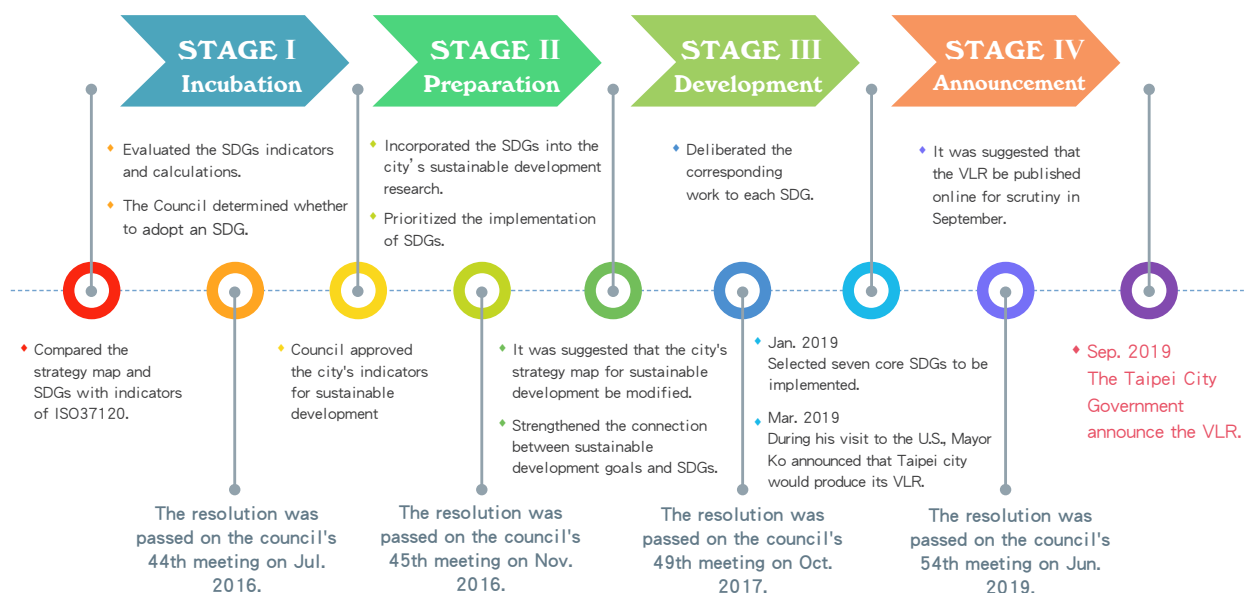 STAGE I
Incubation
STAGE II
Preparation
STAGE III
Development
STAGE IV
Announcement
Evaluated the SDGs indicators
and calculations.
The Council determined whether
to adopt an SDG.
Incorporated the SDGs into the
city’s sustainable development
research.
Prioritized the implementation
of SDGs.
Deliberated the
corresponding
work to each SDG.
It was suggested that
the VLR be published
online for scrutiny in
September.
Compared the
strategy map and
SDGs with indicators
of ISO37120.
Council approved
the city's indicators
for sustainable
development
It was suggested that the city's
strategy map for sustainable
development be modified.
Strengthened the connection
between sustainable
development goals and SDGs.
Jan. 2019
Selected seven core SDGs to be
implemented.
Mar. 2019
During his visit to the U.S., Mayor
Ko announced that Taipei city
would produce its VLR.
Sep. 2019
The Taipei City
Government
announce the VLR.
The resolution was
passed on the council's
44th meeting on Jul.
2016.
The resolution was
passed on the council's
45th meeting on Nov.
2016.
The resolution was
passed on the council's
49th meeting on Oct.
2017.
The resolution was
passed on the council's
54th meeting on Jun.
2019.